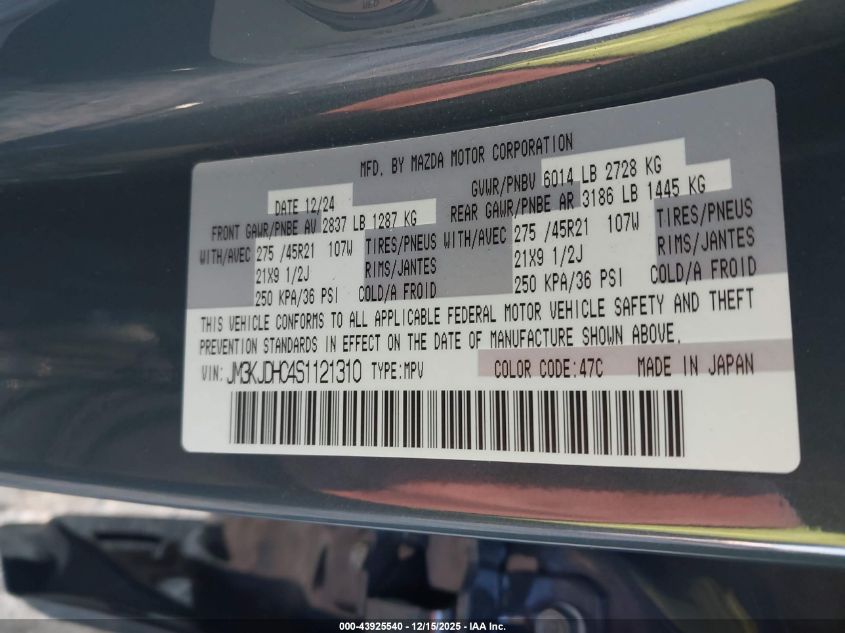 MFD. BY MAZDA MOTOR CORPORATION
DATE 12/24 GVWR/PNBV 6014 LB 2728 KG
FRONT GAWR/PNBE AV 2837 LB 1287 KG REAR GAWR/PNBE AR 3186 LB 1445 KG
WITH/AVEC 275 /45R21 107W TIRES/PNEUS WITH/AVEC 275 /45R21 107W TIRES/PNEUS
21X9 1/2J RIMS/JANTES 21X9 1/2J RIMS/JANTES
250 KPA/36 PSI COLD/A FROID 250 KPA/36 PSI COLD/A FROID
THIS VEHICLE CONFORMS TO ALL APPLICABLE FEDERAL MOTOR VEHICLE SAFETY AND THEFT
PREVENTION STANDARDS IN EFFECT ON THE DATE OF MANUFACTURE SHOWN ABOVE.
VIN: JM3KJDHC4S1121310 TYPE:MPV COLOR CODE:47C MADE IN JAPAN
000-43925540 - 12/15/2025 - IAA Inc.